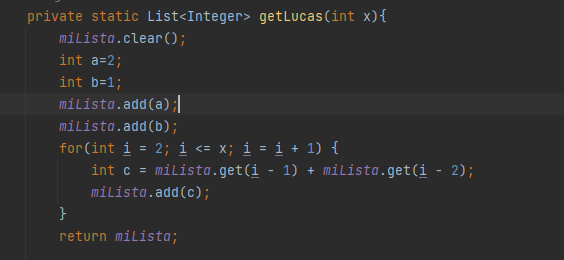 private static List<Integer> getLucas(int x){
miLista.clear();
int a=2;
int b=1;
miLista.add(a);
miLista.add(b);
for(int i = 2; i <= x; i = i + 1) {
int c = miLista.get(i - 1) + miLista.get(i - 2);
miLista.add(c);
}
return miLista;